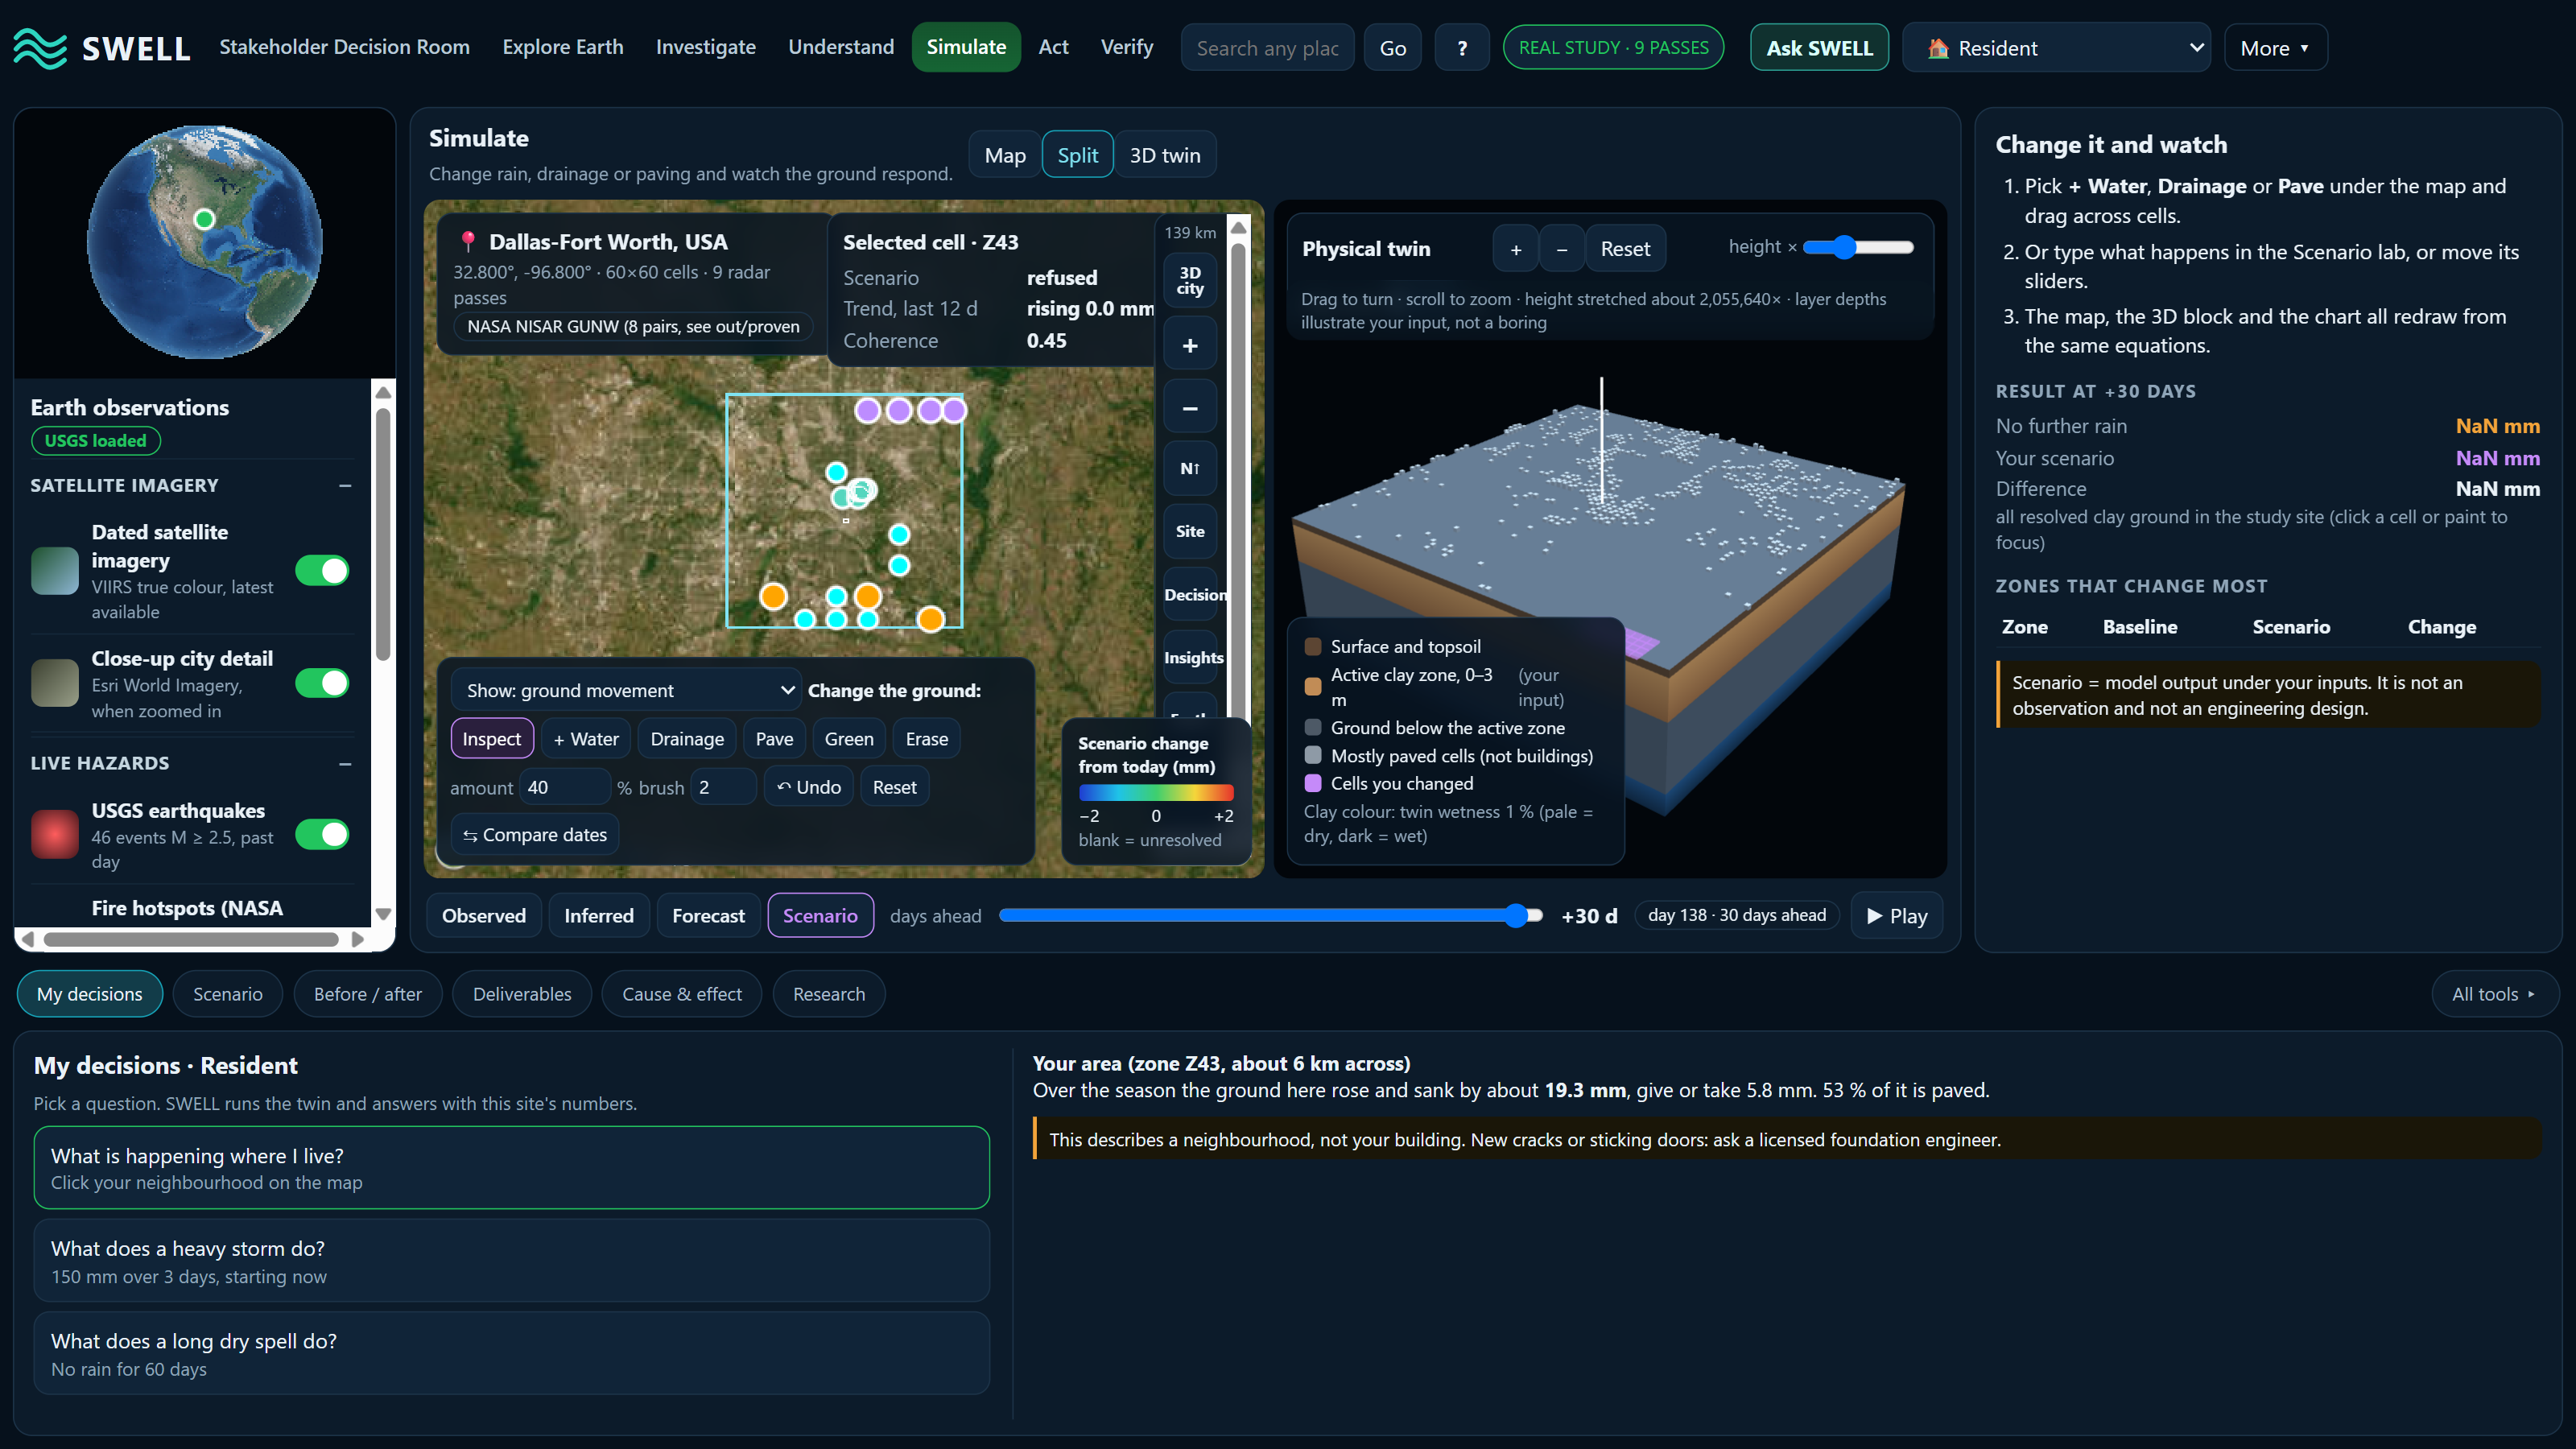 SWELL
Stakeholder Decision Room
Explore Earth
Investigate
Understand
Simulate
Act
Verify
Search any plac
Go
?
REAL STUDY · 9 PASSES
Ask SWELL
Resident
More ▾
Earth observations
USGS loaded
SATELLITE IMAGERY
Dated satellite
imagery
VIIRS true colour, latest
available
Close-up city detail
Esri World Imagery,
when zoomed in
LIVE HAZARDS
USGS earthquakes
46 events M ≥ 2.5, past
day
Fire hotspots (NASA
Simulate
Change rain, drainage or paving and watch the ground respond.
Map
Split
3D twin
Dallas-Fort Worth, USA
32.800°, -96.800° · 60×60 cells · 9 radar
passes
NASA NISAR GUNW (8 pairs, see out/proven
Selected cell · Z43
Scenario refused
Trend, last 12 d rising 0.0 mm
Coherence 0.45
139 km
3D
city
+
−
N↑
Site
Decision
Insights
Show: ground movement
Change the ground:
Inspect
+ Water
Drainage
Pave
Green
Erase
amount 40 % brush 2
↶ Undo
Reset
⇆ Compare dates
Scenario change
from today (mm)
−2 0 +2
blank = unresolved
Physical twin
+
−
Reset
height ×
Drag to turn · scroll to zoom · height stretched about 2,055,640× · layer depths
illustrate your input, not a boring
Surface and topsoil
Active clay zone, 0–3
m
(your
input)
Ground below the active zone
Mostly paved cells (not buildings)
Cells you changed
Clay colour: twin wetness 1 % (pale =
dry, dark = wet)
Observed
Inferred
Forecast
Scenario
days ahead
+30 d
day 138 · 30 days ahead
▶ Play
Change it and watch
1. Pick + Water, Drainage or Pave under the map and
drag across cells.
2. Or type what happens in the Scenario lab, or move its
sliders.
3. The map, the 3D block and the chart all redraw from
the same equations.
RESULT AT +30 DAYS
No further rain NaN mm
Your scenario NaN mm
Difference NaN mm
all resolved clay ground in the study site (click a cell or paint to
focus)
ZONES THAT CHANGE MOST
Zone Baseline Scenario Change
Scenario = model output under your inputs. It is not an
observation and not an engineering design.
My decisions
Scenario
Before / after
Deliverables
Cause & effect
Research
All tools ▸
My decisions · Resident
Pick a question. SWELL runs the twin and answers with this site's numbers.
What is happening where I live?
Click your neighbourhood on the map
What does a heavy storm do?
150 mm over 3 days, starting now
What does a long dry spell do?
No rain for 60 days
Your area (zone Z43, about 6 km across)
Over the season the ground here rose and sank by about 19.3 mm, give or take 5.8 mm. 53 % of it is paved.
This describes a neighbourhood, not your building. New cracks or sticking doors: ask a licensed foundation engineer.